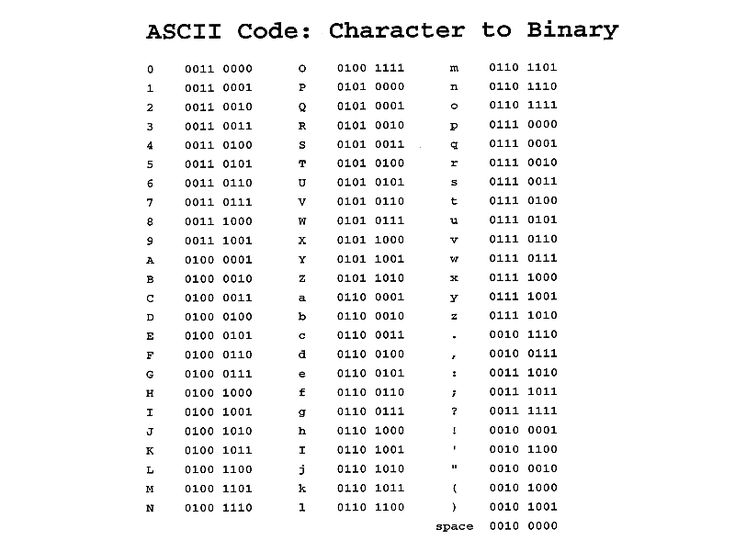 ASCII Code: Character to Binary
0 0011 0000 O 0100 1111 m 0110 1101
1 0011 0001 P 0101 0000 n 0110 1110
2 0011 0010 Q 0101 0001 o 0110 1111
3 0011 0011 R 0101 0010 p 0111 0000
4 0011 0100 S 0101 0011 q 0111 0001
5 0011 0101 T 0101 0100 r 0111 0010
6 0011 0110 U 0101 0101 s 0111 0011
7 0011 0111 V 0101 0110 t 0111 0100
8 0011 1000 W 0101 0111 u 0111 0101
9 0011 1001 X 0101 1000 v 0111 0110
A 0100 0001 Y 0101 1001 w 0111 0111
B 0100 0010 Z 0101 1010 x 0111 1000
C 0100 0011 a 0110 0001 y 0111 1001
D 0100 0100 b 0110 0010 z 0111 1010
E 0100 0101 c 0110 0011 . 0010 1110
F 0100 0110 d 0110 0100 , 0010 0111
G 0100 0111 e 0110 0101 : 0011 1010
H 0100 1000 f 0110 0110 ; 0011 1011
I 0100 1001 g 0110 0111 ? 0011 1111
J 0100 1010 h 0110 1000 ! 0010 0001
K 0100 1011 I 0110 1001 ' 0010 1100
L 0100 1100 j 0110 1010 " 0010 0010
M 0100 1101 k 0110 1011 ( 0010 1000
N 0100 1110 l 0110 1100 ) 0010 1001
space 0010 0000